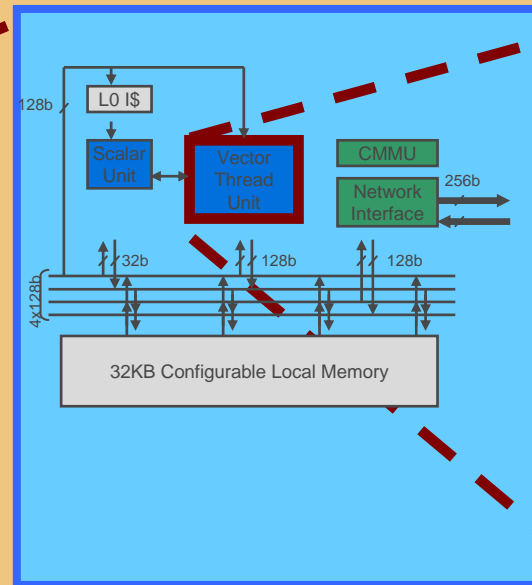 L0 I$
128b
Scalar
Unit
Vector
Thread
Unit
CMMU
Network
Interface
256b
32b
128b
128b
4x128b
32KB Configurable Local Memory